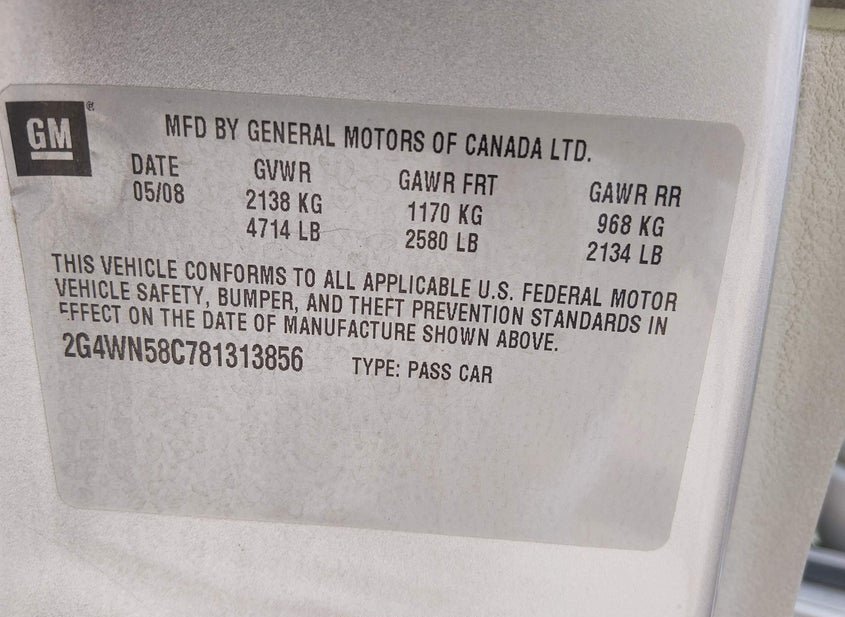 GM ®
MFD BY GENERAL MOTORS OF CANADA LTD.
DATE GVWR GAWR FRT GAWR RR
05/08 2138 KG 1170 KG 968 KG
4714 LB 2580 LB 2134 LB
THIS VEHICLE CONFORMS TO ALL APPLICABLE U.S. FEDERAL MOTOR
VEHICLE SAFETY, BUMPER, AND THEFT PREVENTION STANDARDS IN
EFFECT ON THE DATE OF MANUFACTURE SHOWN ABOVE.
2G4WN58C781313856 TYPE: PASS CAR